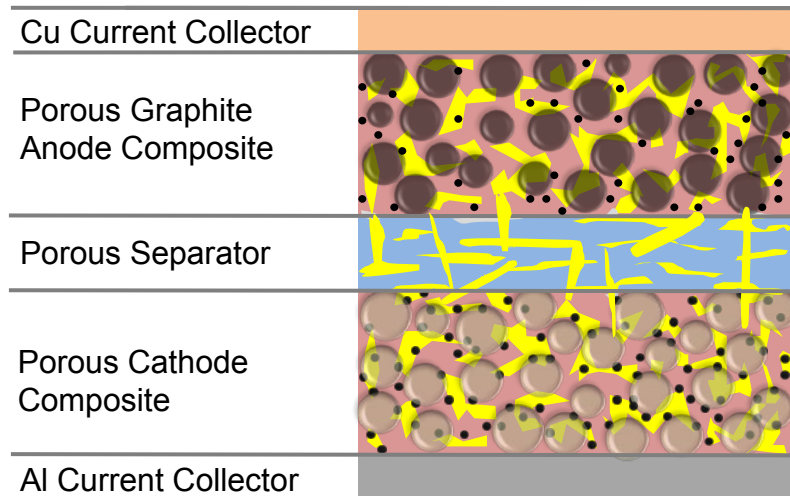 Cu Current Collector
Porous Graphite
Anode Composite
Porous Separator
Porous Cathode
Composite
Al Current Collector